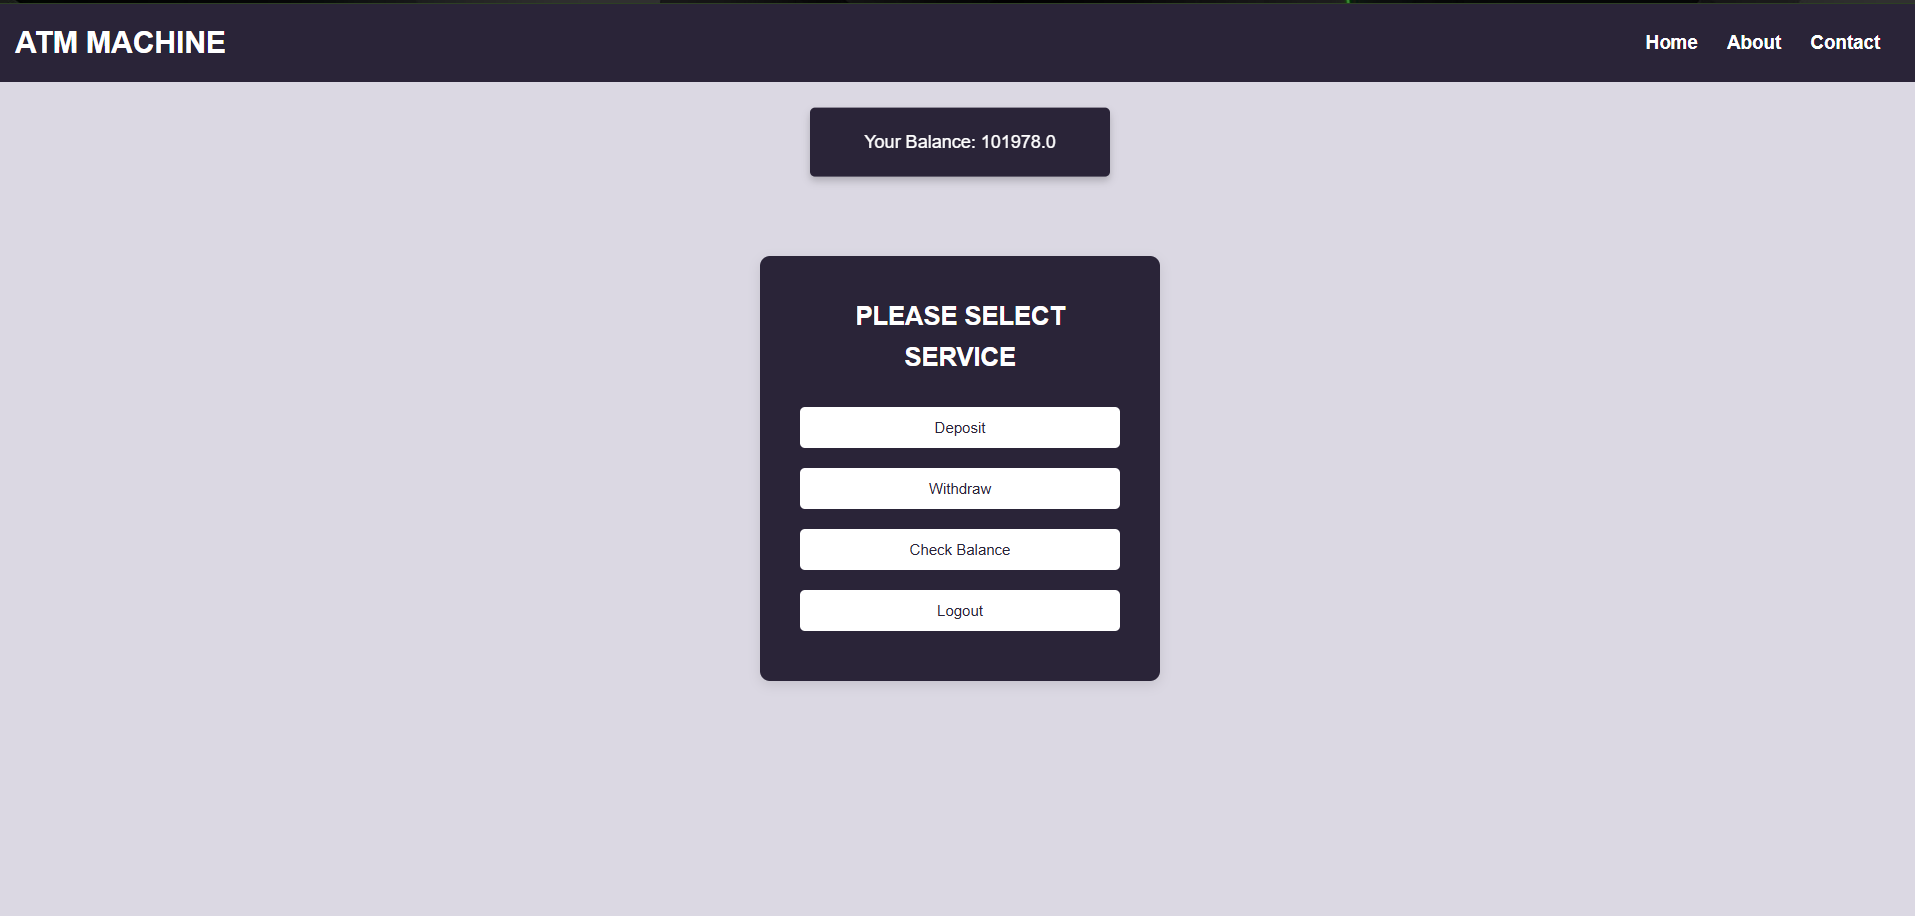 ATM MACHINE
Home About Contact
Your Balance: 101978.0
PLEASE SELECT
SERVICE
Deposit
Withdraw
Check Balance
Logout